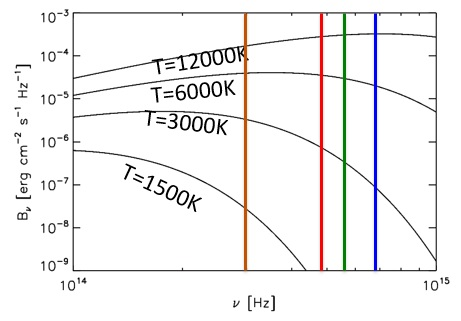 10⁻³
10⁻⁴
10⁻⁵
10⁻⁶
10⁻⁷
10⁻⁸
10⁻⁹
B_ν [erg cm⁻² s⁻¹ Hz⁻¹]
T=12000K
T=6000K
T=3000K
T=1500K
10¹⁴ 10¹⁵
ν [Hz]